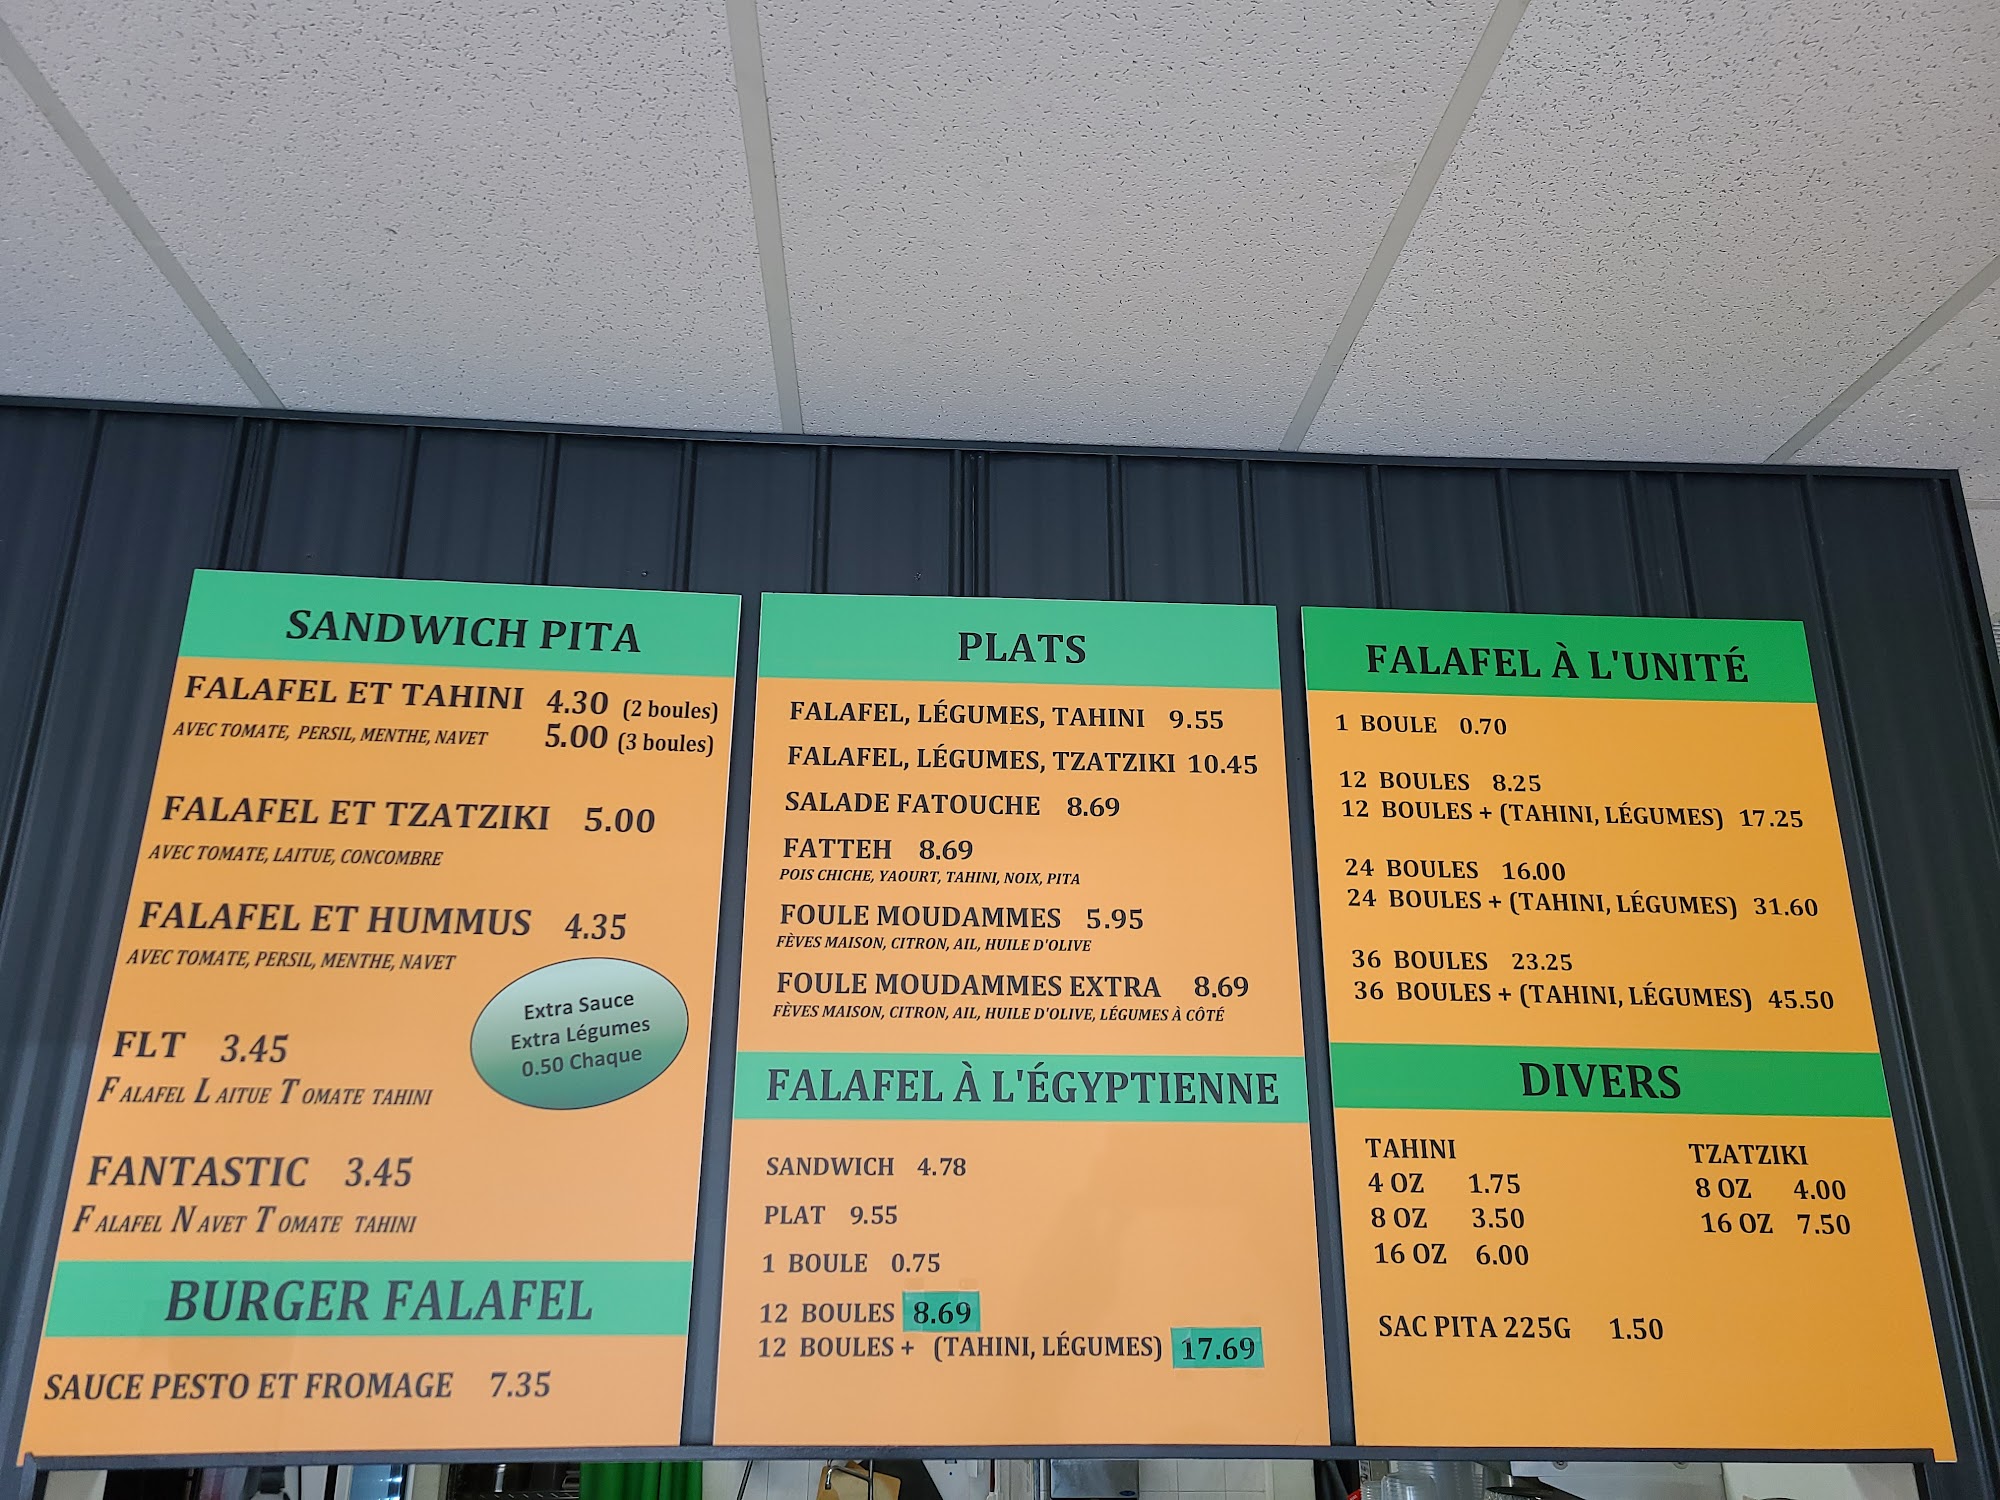 SANDWICH PITA
FALAFEL ET TAHINI 4.30 (2 boules)
AVEC TOMATE, PERSIL, MENTHE, NAVET 5.00 (3 boules)
FALAFEL ET TZATZIKI 5.00
AVEC TOMATE, LAITUE, CONCOMBRE
FALAFEL ET HUMMUS 4.35
AVEC TOMATE, PERSIL, MENTHE, NAVET
Extra Sauce
Extra Légumes
0.50 Chaque
FLT 3.45
FALAFEL LAITUE TOMATE TAHINI
FANTASTIC 3.45
FALAFEL NAVET TOMATE TAHINI
BURGER FALAFEL
SAUCE PESTO ET FROMAGE 7.35
PLATS
FALAFEL, LÉGUMES, TAHINI 9.55
FALAFEL, LÉGUMES, TZATZIKI 10.45
SALADE FATOUCHE 8.69
FATTEH 8.69
POIS CHICHE, YAOURT, TAHINI, NOIX, PITA
FOULE MOUDAMMES 5.95
FÈVES MAISON, CITRON, AIL, HUILE D'OLIVE
FOULE MOUDAMMES EXTRA 8.69
FÈVES MAISON, CITRON, AIL, HUILE D'OLIVE, LÉGUMES À CÔTÉ
FALAFEL À L'ÉGYPTIENNE
SANDWICH 4.78
PLAT 9.55
1 BOULE 0.75
12 BOULES 8.69
12 BOULES + (TAHINI, LÉGUMES) 17.69
FALAFEL À L'UNITÉ
1 BOULE 0.70
12 BOULES 8.25
12 BOULES + (TAHINI, LÉGUMES) 17.25
24 BOULES 16.00
24 BOULES + (TAHINI, LÉGUMES) 31.60
36 BOULES 23.25
36 BOULES + (TAHINI, LÉGUMES) 45.50
DIVERS
TAHINI
4 OZ 1.75
8 OZ 3.50
16 OZ 6.00
TZATZIKI
8 OZ 4.00
16 OZ 7.50
SAC PITA 225G 1.50